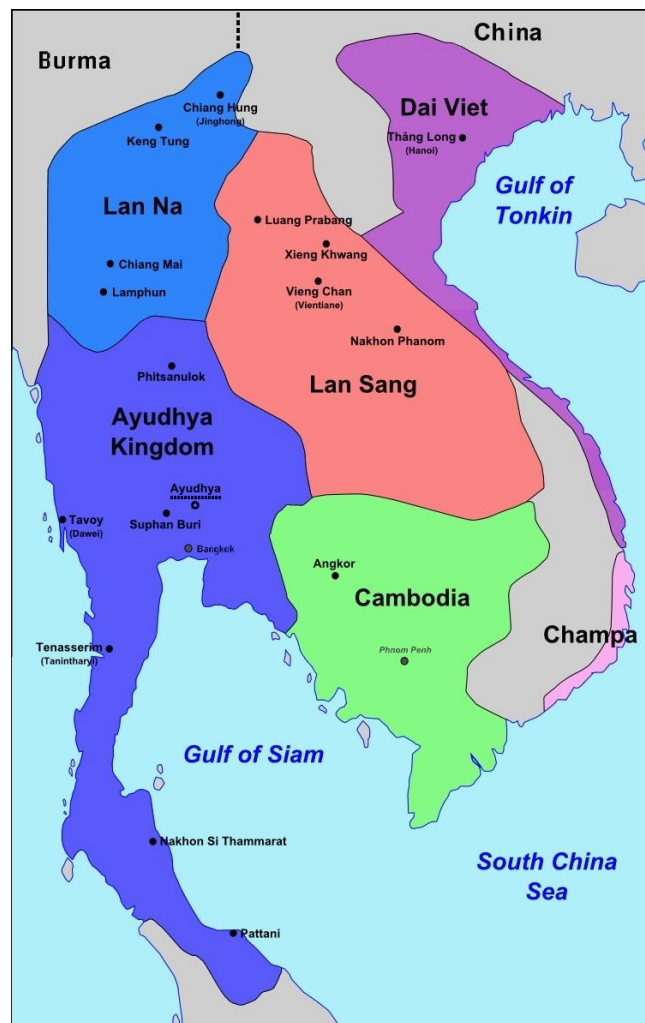 China
Burma
Chiang Hung
(Jinghong)
Dai Viet
Keng Tung
Thăng Long
(Hanoi)
Gulf of
Tonkin
Lan Na
Luang Prabang
Xieng Khwang
Chiang Mai
Vieng Chan
(Vientiane)
Lamphun
Nakhon Phanom
Phitsanulok
Lan Sang
Ayudhya
Kingdom
Ayudhya
Suphan Buri
Tavoy
(Dawei)
Bangkok
Angkor
Cambodia
Champa
Tenasserim
(Tanintharyi)
Phnom Penh
Gulf of Siam
Nakhon Si Thammarat
South China
Sea
Pattani